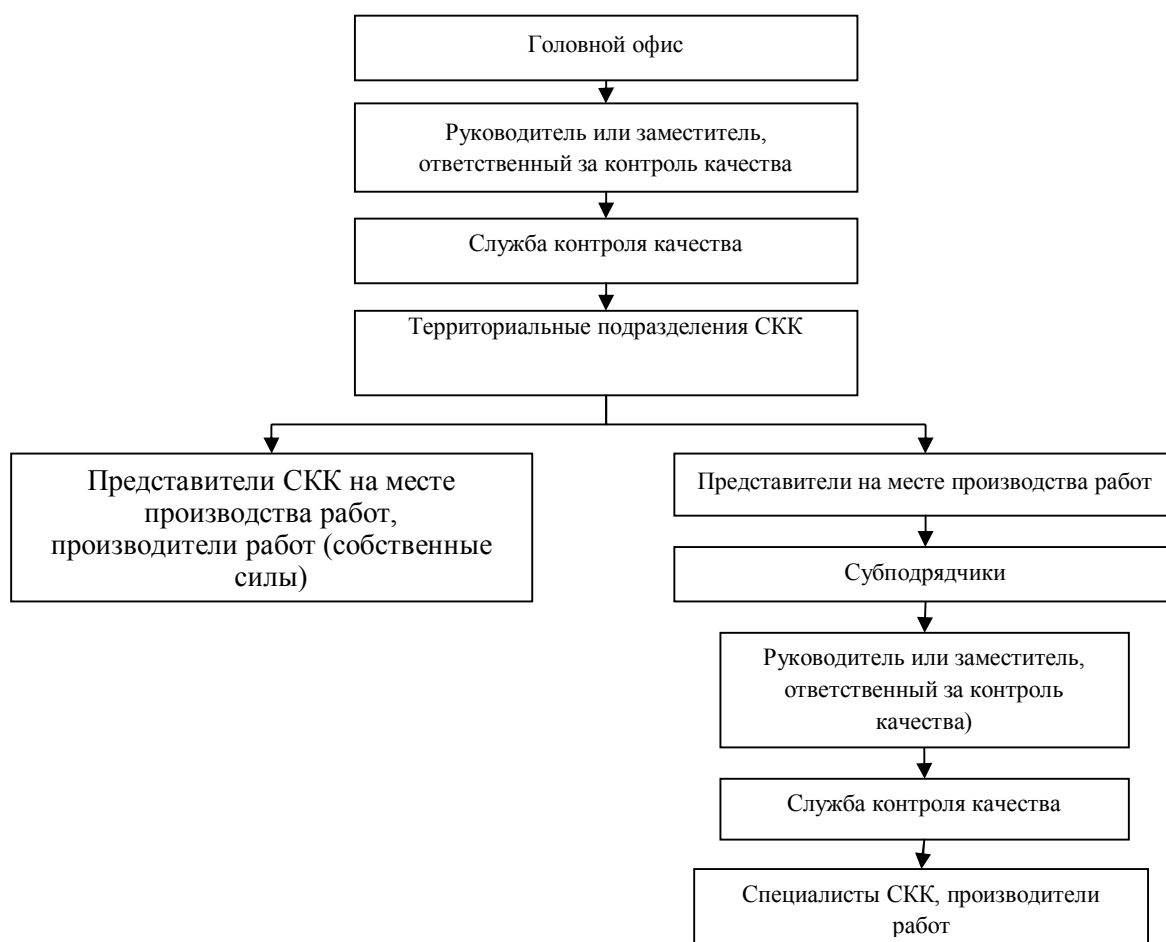 Головной офис
Руководитель или заместитель,
ответственный за контроль качества
Служба контроля качества
Территориальные подразделения СКК
Представители СКК на месте
производства работ,
производители работ (собственные
силы)
Представители на месте производства работ
Субподрядчики
Руководитель или заместитель,
ответственный за контроль
качества)
Служба контроля качества
Специалисты СКК, производители
работ